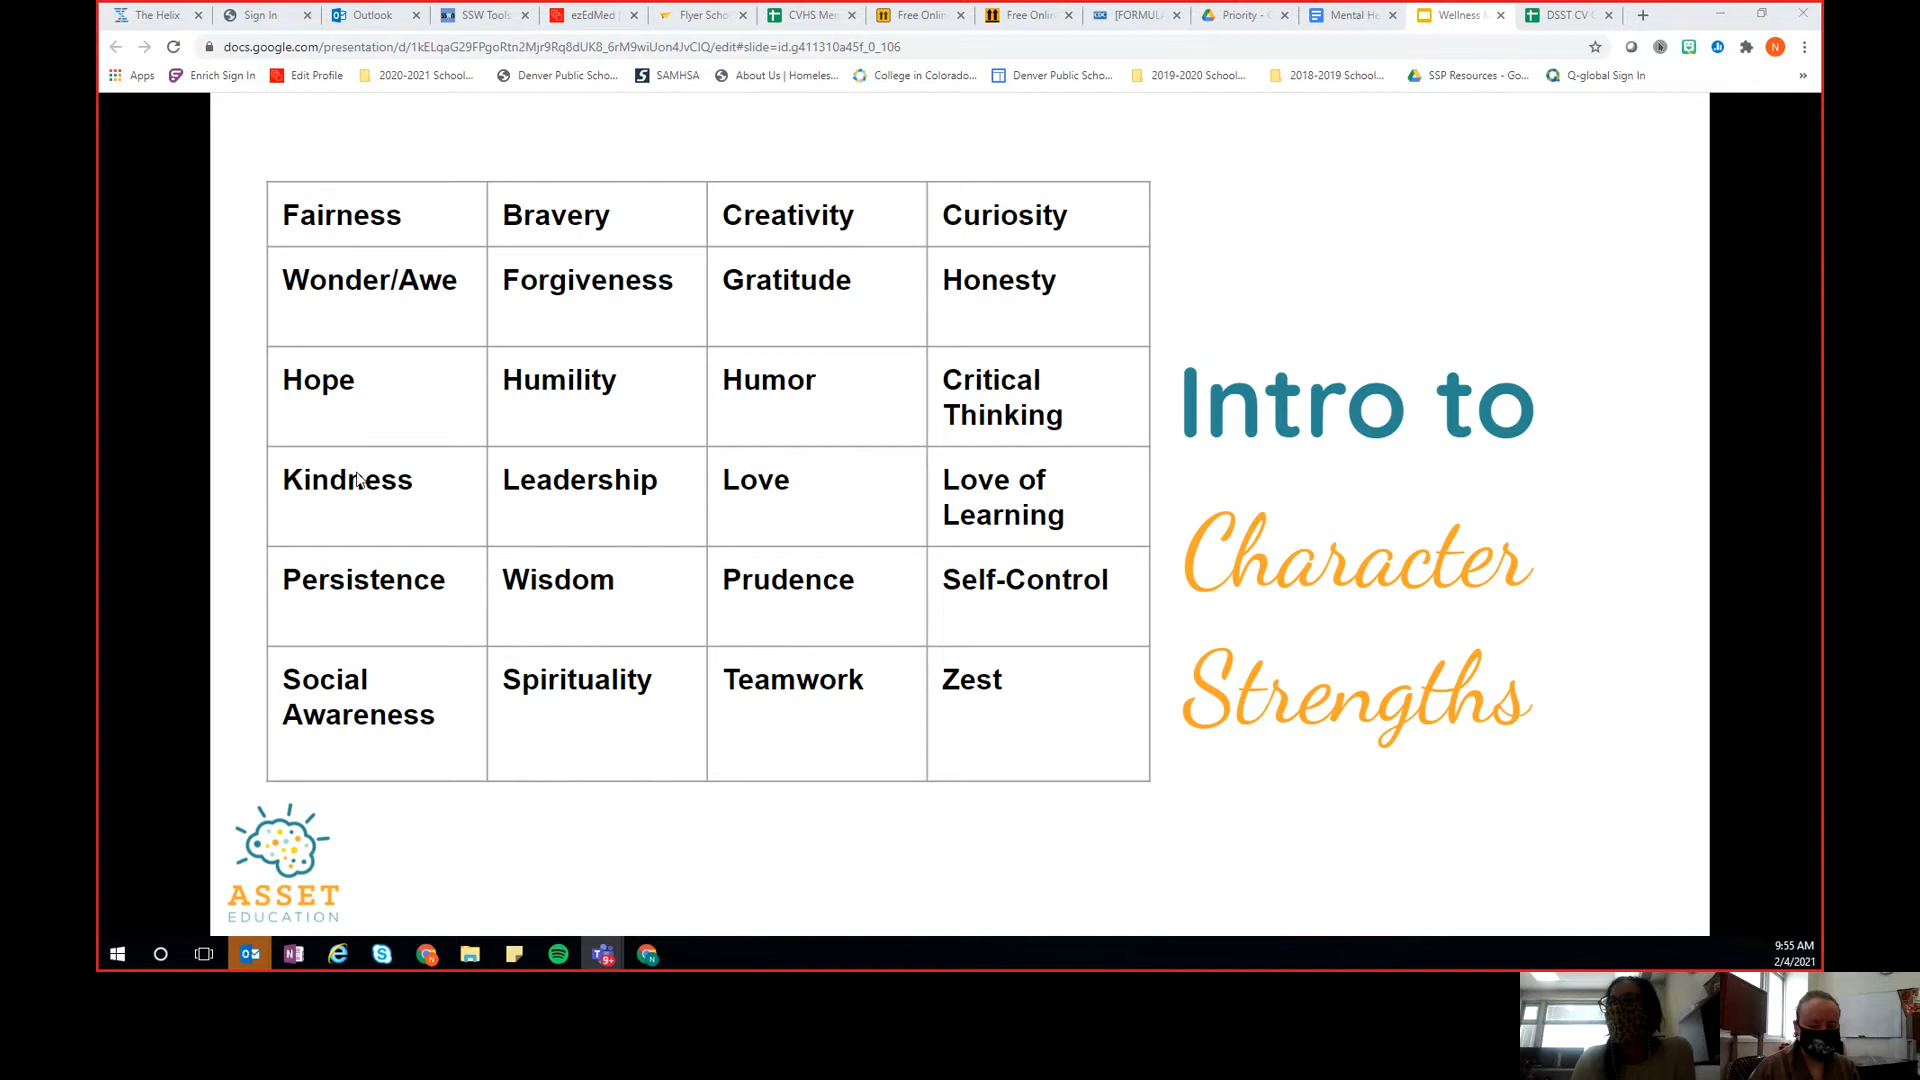 The Helix
Sign In
Outlook
SSW Tools
ezEdMed
Flyer Scho
CVHS Me
Free Onlin
Free Onlin
[FORMUL
Priority -
Mental He
Wellness
DSST CV
docs.google.com/presentation/d/1kELqaG29FPgoRtn2Mjr9Rq8dUK8_6rM9wiUon4JvCIQ/edit#slide=id.g411310a45f_0_106
N
Apps
Enrich Sign In
Edit Profile
2020-2021 School...
Denver Public Scho...
SAMHSA
About Us | Homeles...
College in Colorado...
Denver Public Scho...
2019-2020 School...
2018-2019 School...
SSP Resources - Go...
Q-global Sign In
»
Fairness
Bravery
Creativity
Curiosity
Wonder/Awe
Forgiveness
Gratitude
Honesty
Hope
Humility
Humor
Critical
Thinking
Kindness
Leadership
Love
Love of
Learning
Persistence
Wisdom
Prudence
Self-Control
Social
Awareness
Spirituality
Teamwork
Zest
Intro to
Character
Strengths
ASSET
EDUCATION
9+
9:55 AM
2/4/2021